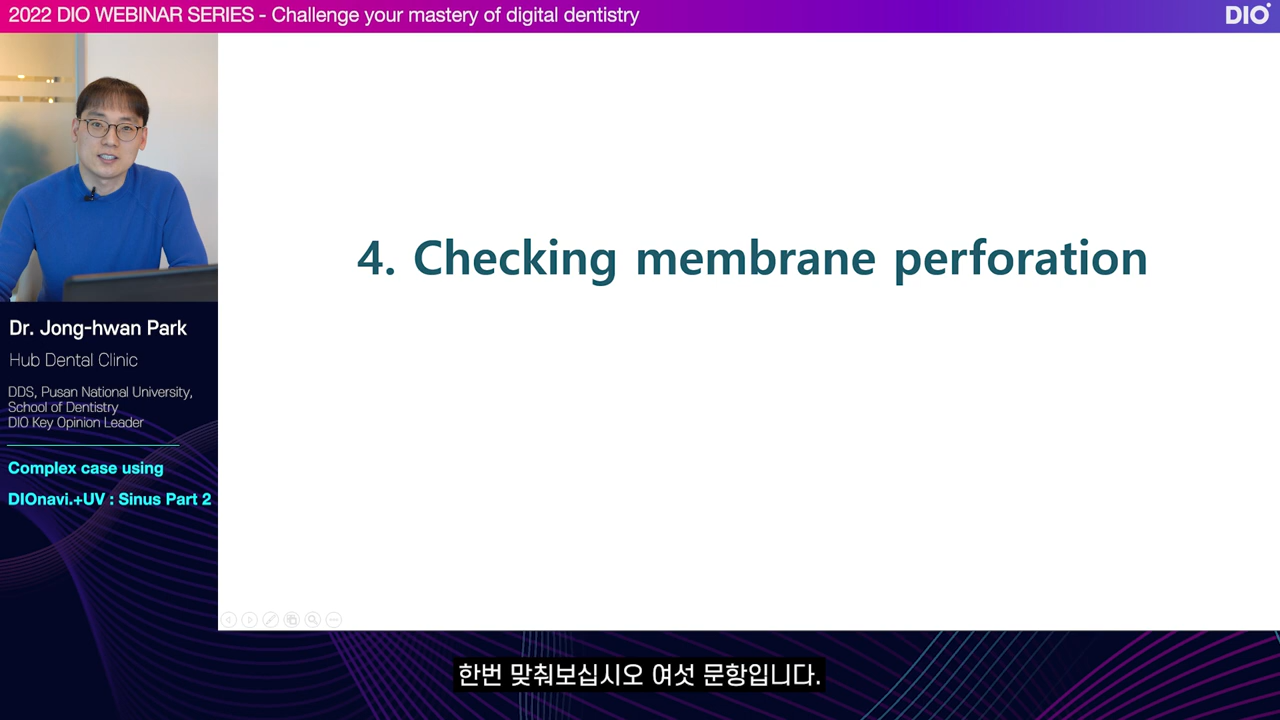 2022 DIO WEBINAR SERIES - Challenge your mastery of digital dentistry
DIO
4. Checking membrane perforation
Dr. Jong-hwan Park
Hub Dental Clinic
DDS, Pusan National University,
School of Dentistry
DIO Key Opinion Leader
Complex case using
DIOnavi.+UV : Sinus Part 2
한번 맞춰보십시오 여섯 문항입니다.